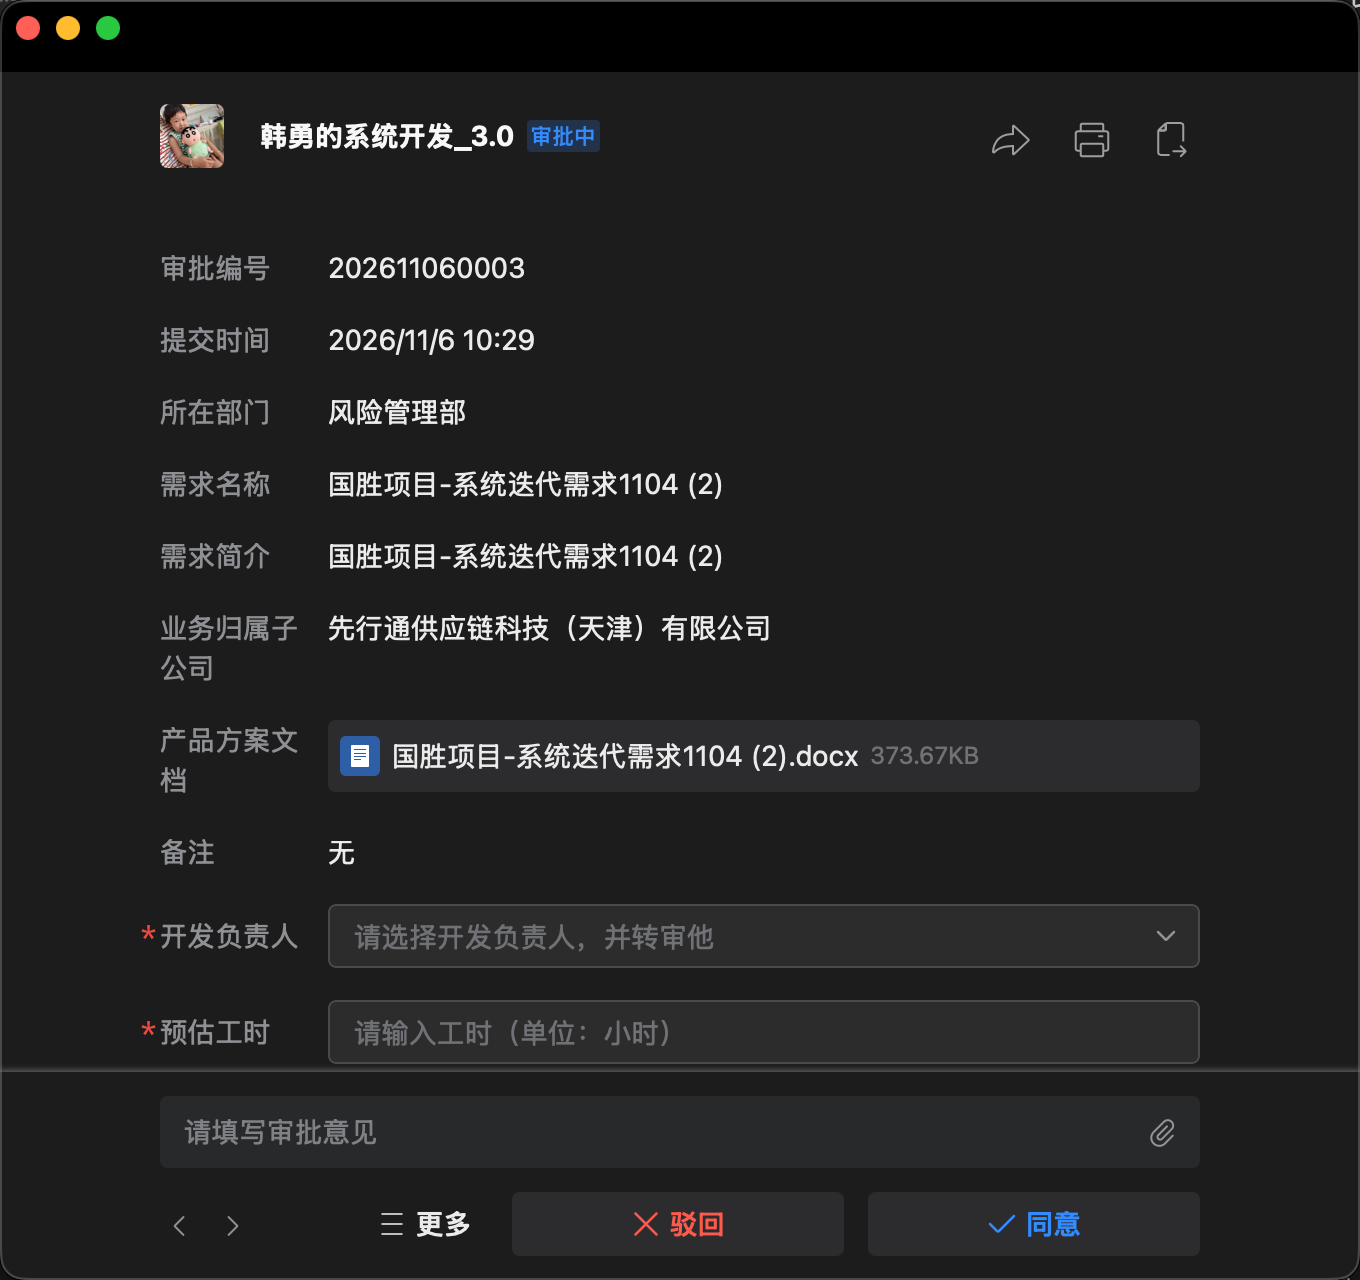 韩勇的系统开发_3.0 审批中
审批编号 202611060003
提交时间 2026/11/6 10:29
所在部门 风险管理部
需求名称 国胜项目-系统迭代需求1104 (2)
需求简介 国胜项目-系统迭代需求1104 (2)
业务归属子 先行通供应链科技（天津）有限公司
公司
产品方案文
档
国胜项目-系统迭代需求1104 (2).docx 373.67KB
备注 无
*开发负责人 请选择开发负责人，并转审他
*预估工时 请输入工时（单位：小时）
请填写审批意见
更多 驳回 同意